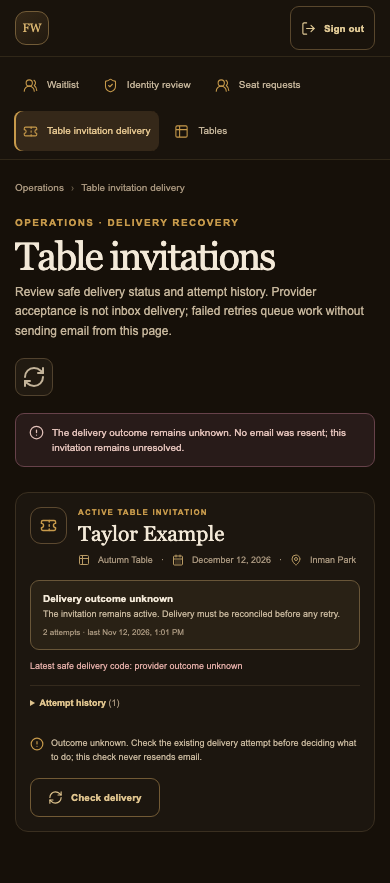 FW
Sign out
Waitlist
Identity review
Seat requests
Table invitation delivery
Tables
Operations › Table invitation delivery
OPERATIONS · DELIVERY RECOVERY
Table invitations
Review safe delivery status and attempt history. Provider
acceptance is not inbox delivery; failed retries queue work without
sending email from this page.
The delivery outcome remains unknown. No email was resent; this
invitation remains unresolved.
ACTIVE TABLE INVITATION
Taylor Example
Autumn Table · December 12, 2026 · Inman Park
Delivery outcome unknown
The invitation remains active. Delivery must be reconciled before any retry.
2 attempts · last Nov 12, 2026, 1:01 PM
Latest safe delivery code: provider outcome unknown
Attempt history (1)
Outcome unknown. Check the existing delivery attempt before deciding what
to do; this check never resends email.
Check delivery